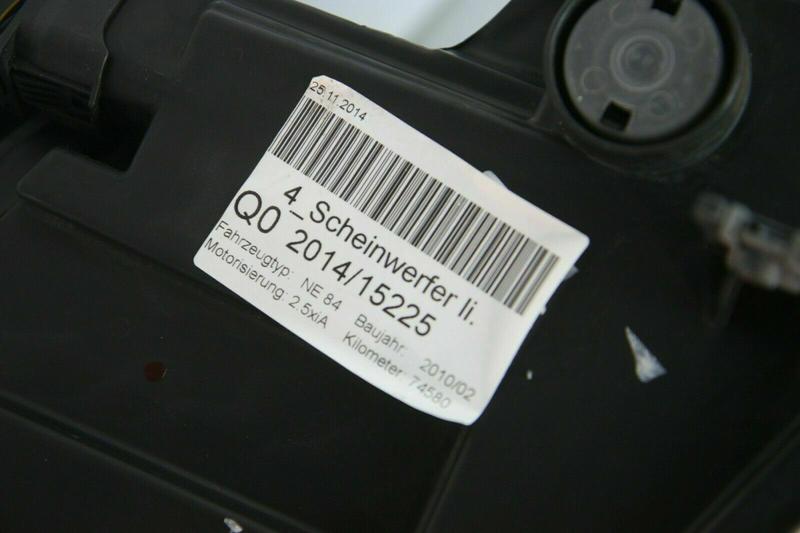 25.11.2014
4_Scheinwerfer li.
Q0 2014/15225
Fahrzeugtyp: NE 84 Baujahr: 2010/02
Motorisierung: 2.5xiA Kilometer: 74580